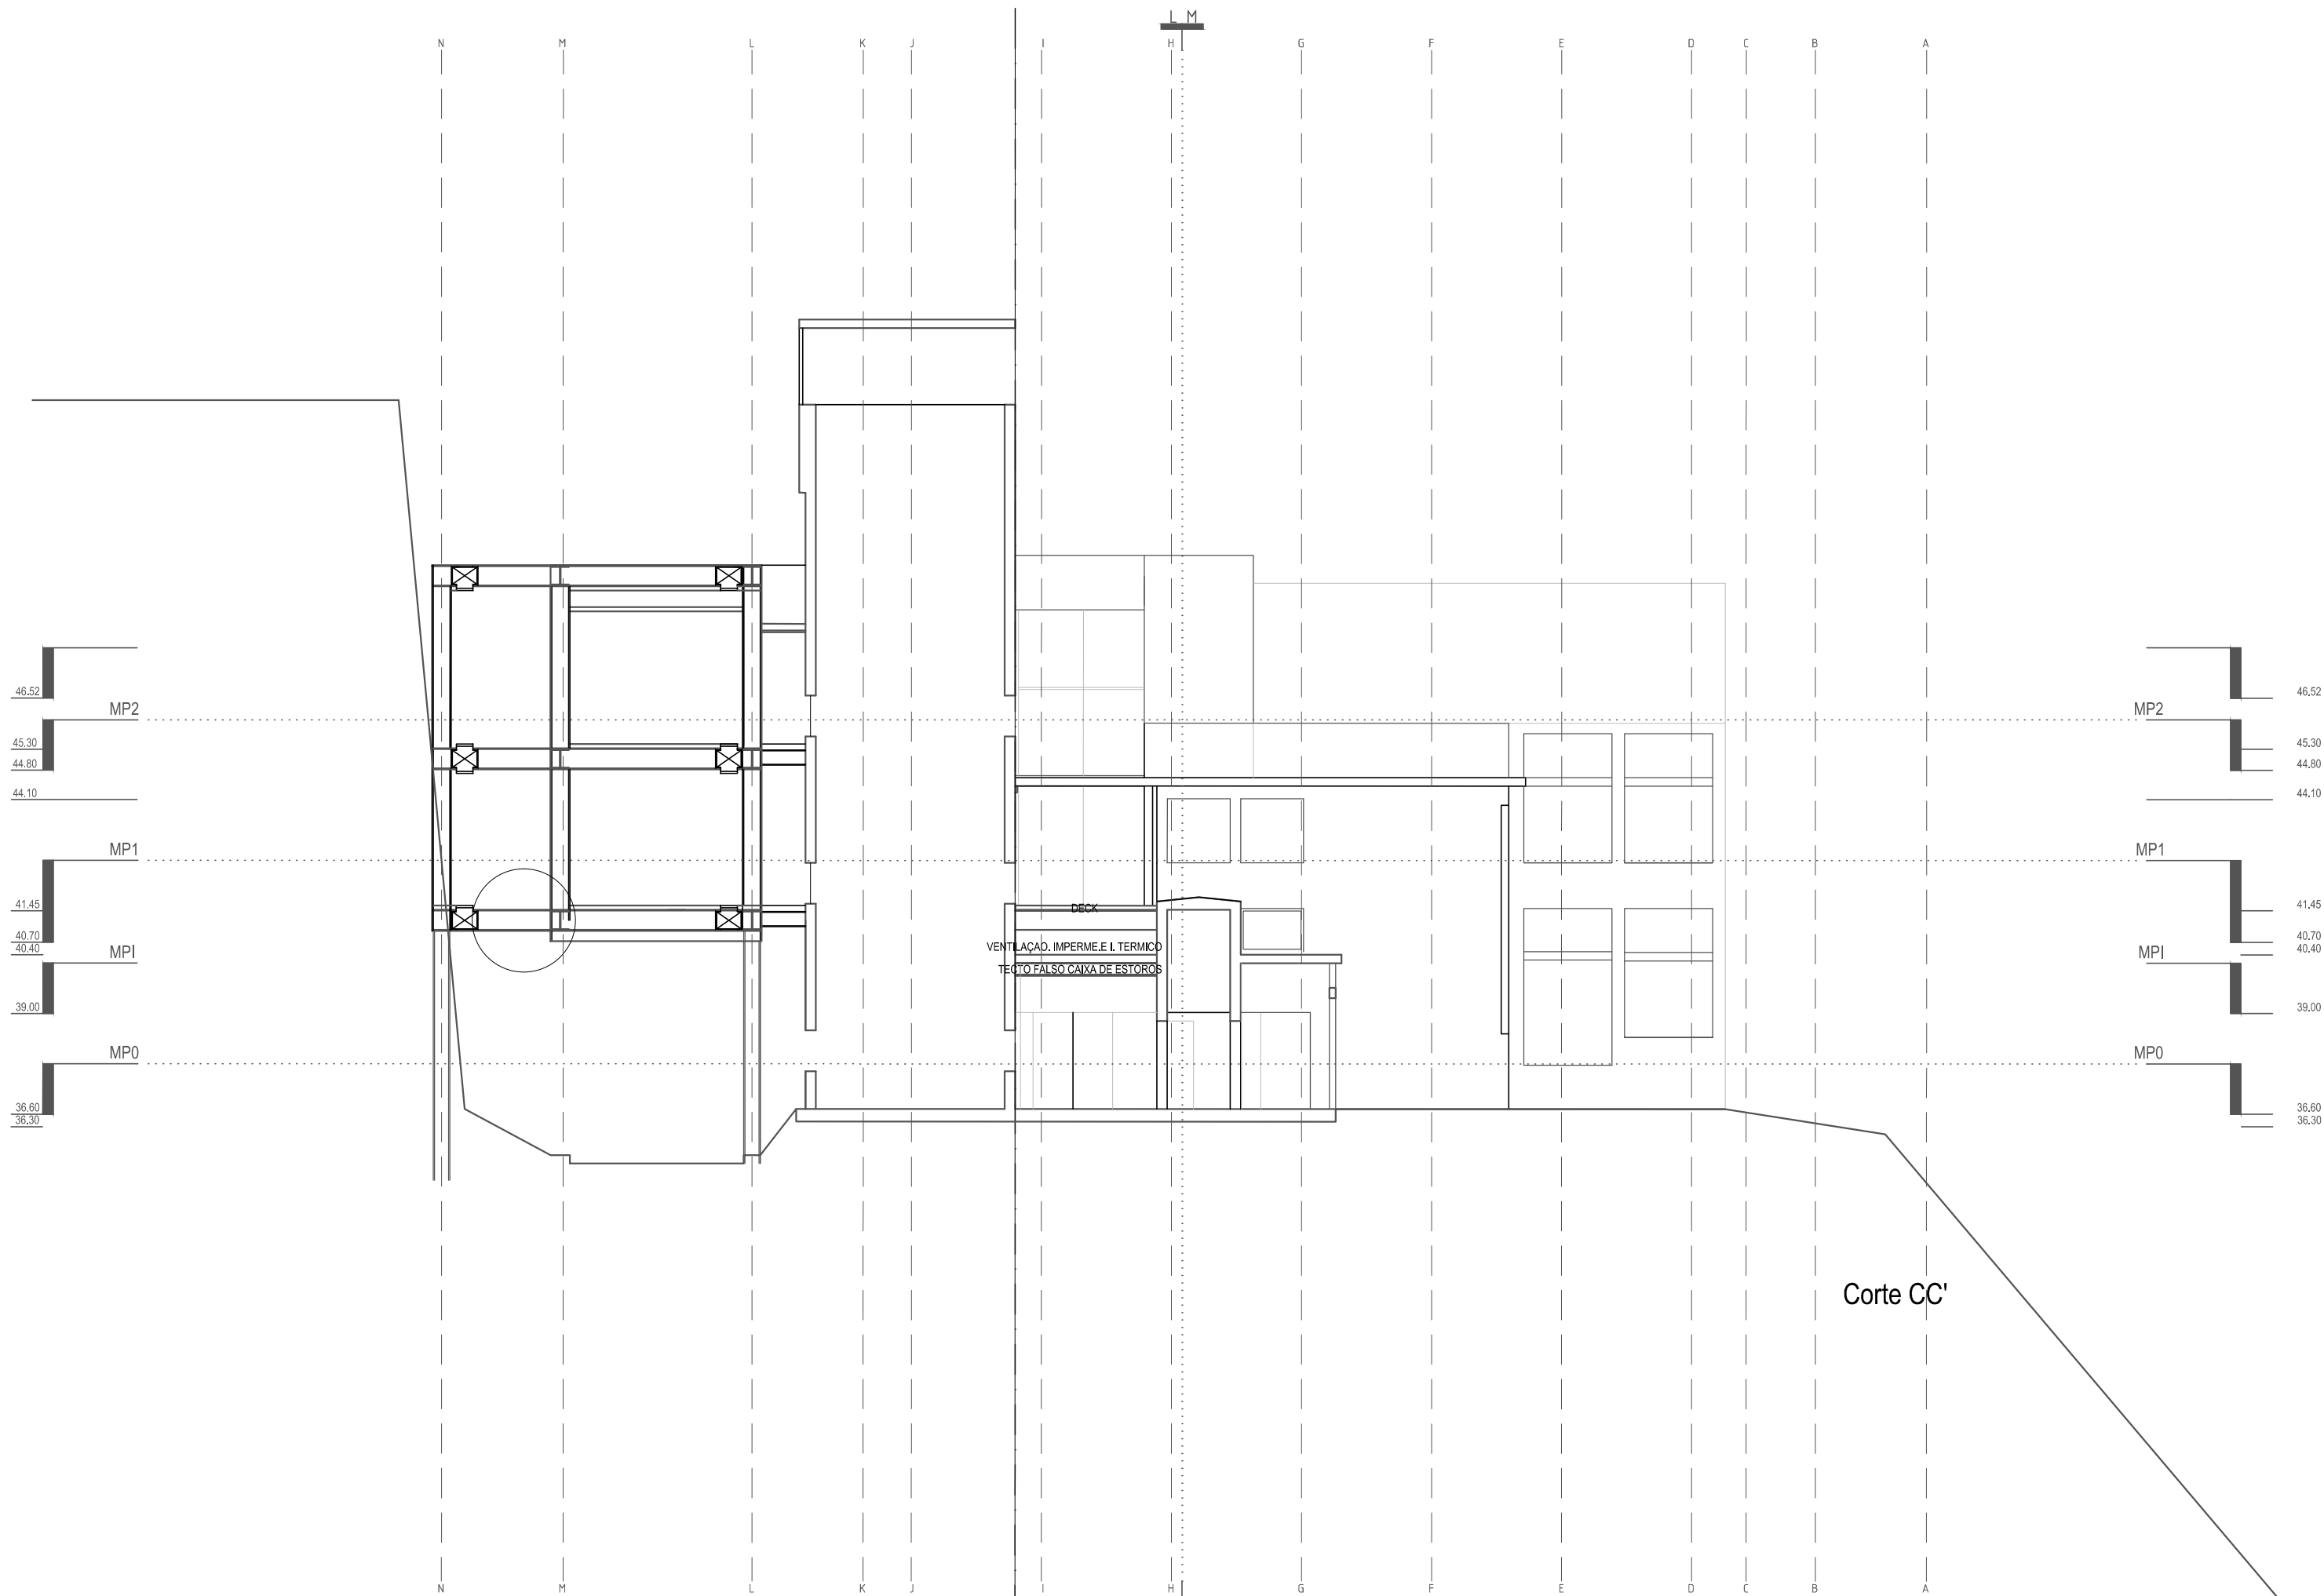 L M
N M L K J I H G F E D C B A
46.52 46.52
MP2 MP2
45.30 45.30
44.80 44.80
44.10 44.10
MP1 MP1
41.45 DECK 41.45
40.70 VENTILAÇAO. IMPERME.E I. TERMICO 40.70
40.40 40.40
MPI MPI
TECTO FALSO CAIXA DE ESTOROS
39.00 39.00
MP0 MP0
36.60 36.60
36.30 36.30
Corte CC'
N M L K J I H G F E D C B A